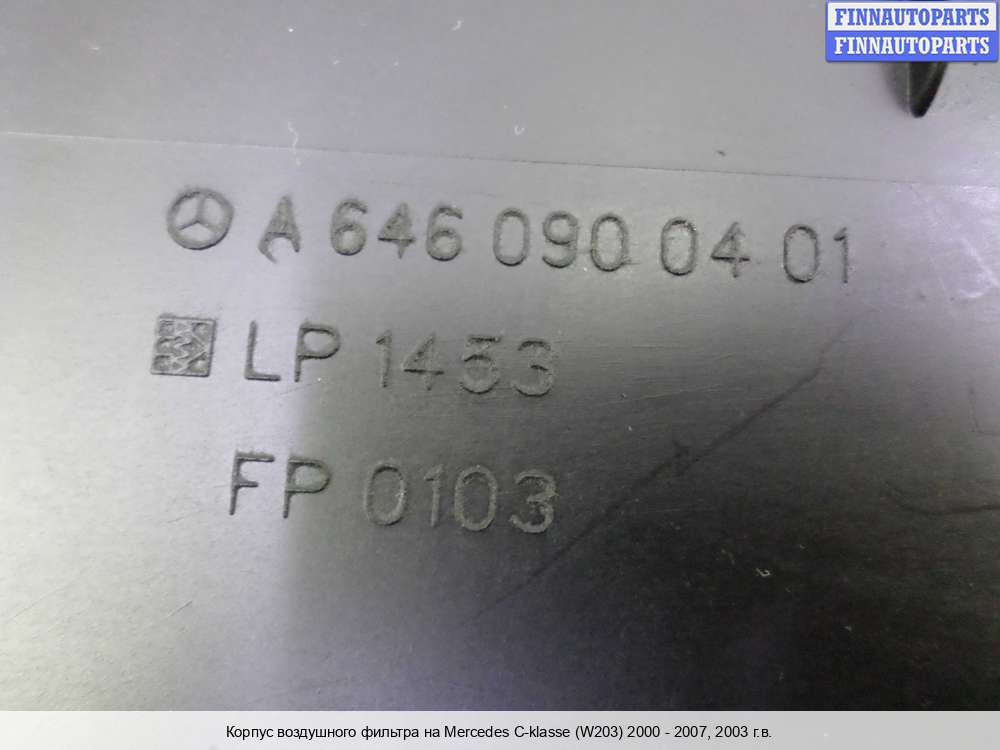 FINNAUTOPARTS
FINNAUTOPARTS
A 646 090 04 01
LP 1453
FP 0103
Корпус воздушного фильтра на Mercedes C-klasse (W203) 2000 - 2007, 2003 г.в.